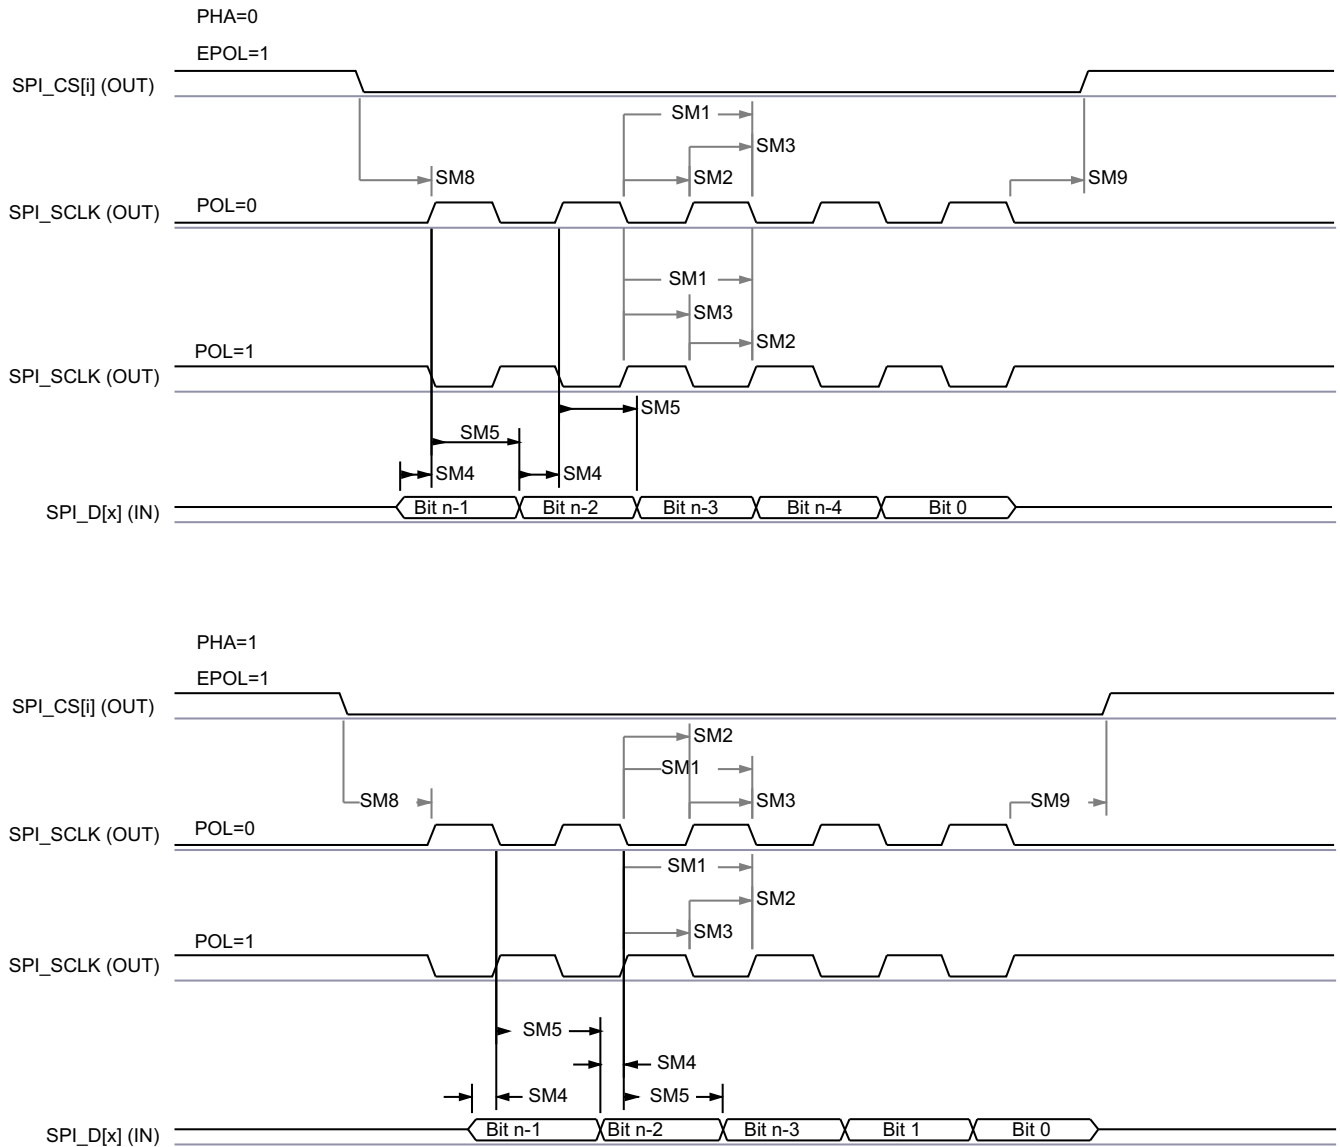 PHA=0
EPOL=1
SPI_CS[i] (OUT)
SM1
SM3
SM8
SM2
SM9
SPI_SCLK (OUT)
POL=0
SM1
SM3
SM2
POL=1
SPI_SCLK (OUT)
SM5
SM5
SM4
SM4
SPI_D[x] (IN)
Bit n-1
Bit n-2
Bit n-3
Bit n-4
Bit 0
PHA=1
EPOL=1
SPI_CS[i] (OUT)
SM2
SM1
SM8
SM3
SM9
SPI_SCLK (OUT)
POL=0
SM1
SM2
SM3
POL=1
SPI_SCLK (OUT)
SM5
SM4
SM4
SM5
SPI_D[x] (IN)
Bit n-1
Bit n-2
Bit n-3
Bit 1
Bit 0